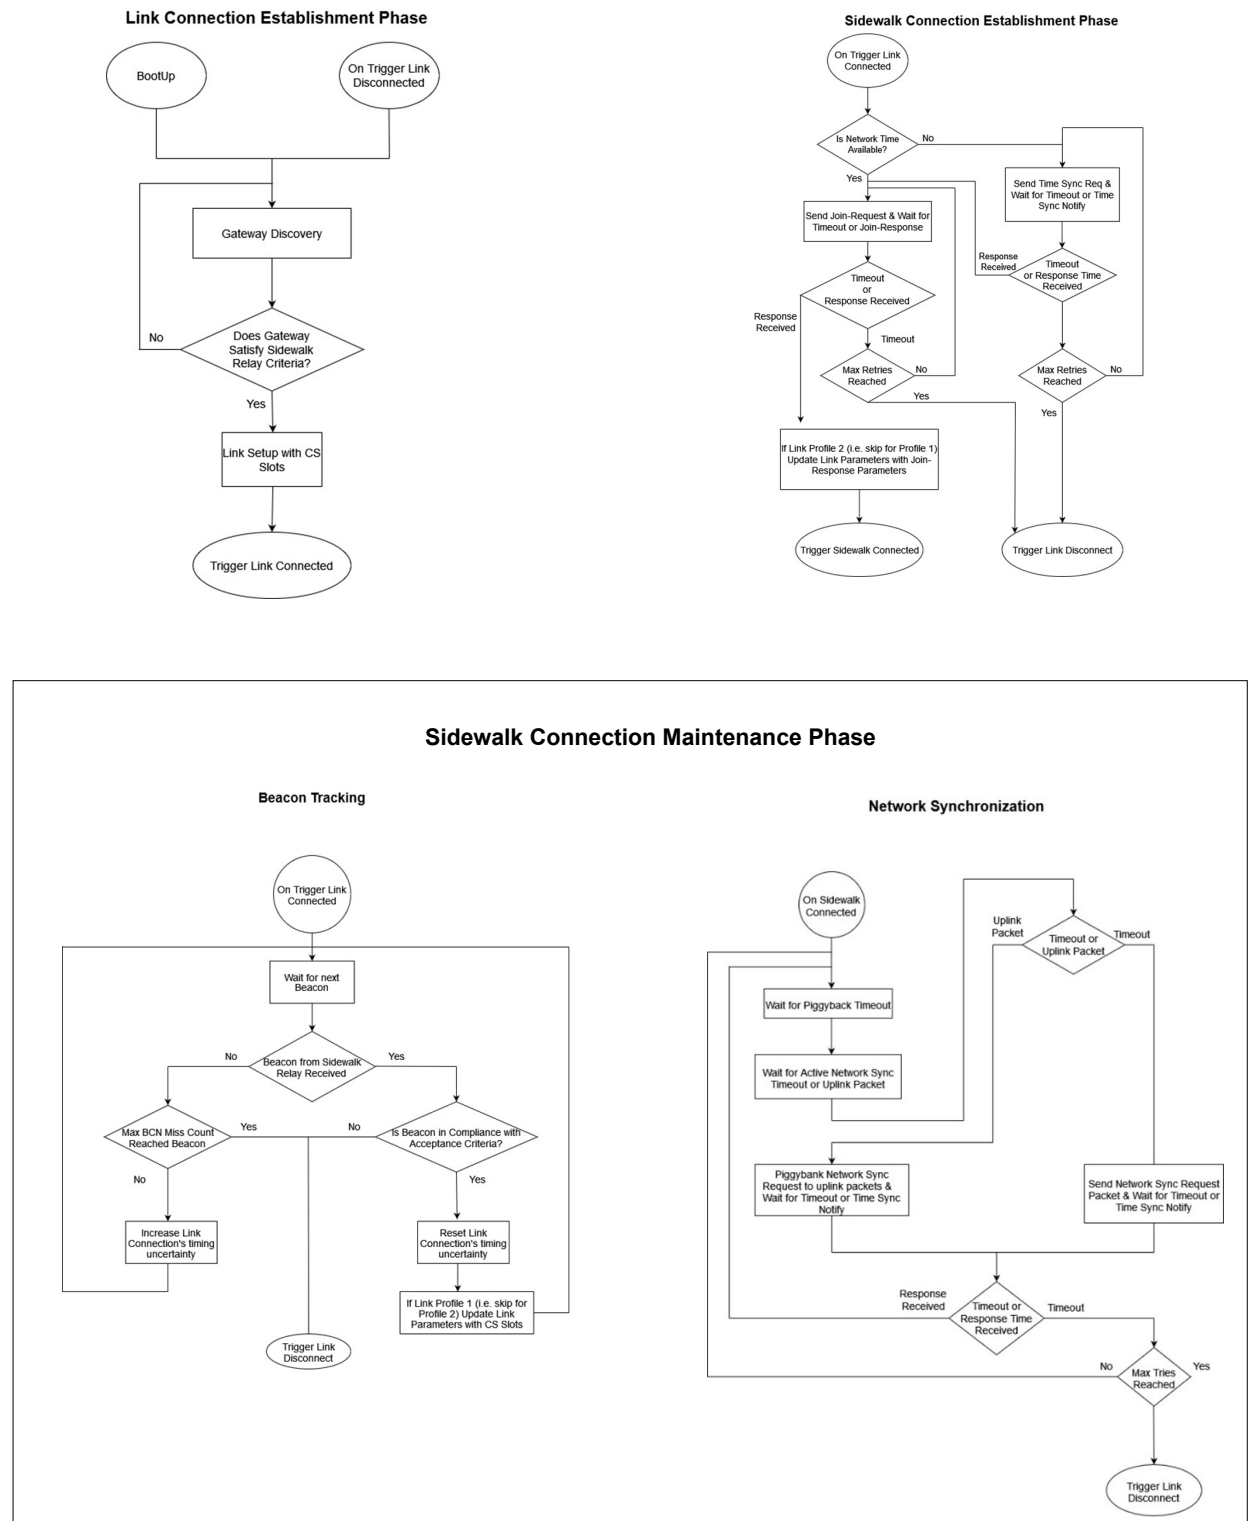 Link Connection Establishment Phase
BootUp
On Trigger Link
Disconnected
Gateway Discovery
No
Does Gateway
Satisfy Sidewalk
Relay Criteria?
Yes
Link Setup with CS
Slots
Trigger Link Connected
Sidewalk Connection Establishment Phase
On Trigger Link
Connected
Is Network Time
Available?
No
Yes
Send Time Sync Req &
Wait for Timeout or Time
Sync Notify
Send Join-Request & Wait for
Timeout or Join-Response
Response
Received
Timeout
or Response Time
Received
Timeout
or
Response Received
Response
Received
Timeout
Max Retries
Reached
No
Yes
Max Retries
Reached
No
Yes
If Link Profile 2 (i.e. skip for Profile 1)
Update Link Parameters with Join-
Response Parameters
Trigger Sidewalk Connected
Trigger Link Disconnect
Sidewalk Connection Maintenance Phase
Beacon Tracking
On Trigger Link
Connected
Wait for next
Beacon
No
Beacon from Sidewalk
Relay Received
Yes
Max BCN Miss Count
Reached Beacon
Yes
No
Is Beacon in Compliance with
Acceptance Criteria?
No
Yes
Increase Link
Connection's timing
uncertainty
Reset Link
Connection's timing
uncertainty
If Link Profile 1 (i.e. skip for
Profile 2) Update Link
Parameters with CS Slots
Trigger Link
Disconnect
Network Synchronization
On Sidewalk
Connected
Uplink
Packet
Timeout or
Uplink Packet
Timeout
Wait for Piggyback Timeout
Wait for Active Network Sync
Timeout or Uplink Packet
Piggybank Network Sync
Request to uplink packets &
Wait for Timeout or Time Sync
Notify
Send Network Sync Request
Packet & Wait for Timeout or
Time Sync Notify
Response
Received
Timeout or
Response Time
Received
Timeout
No
Max Tries
Reached
Yes
Trigger Link
Disconnect